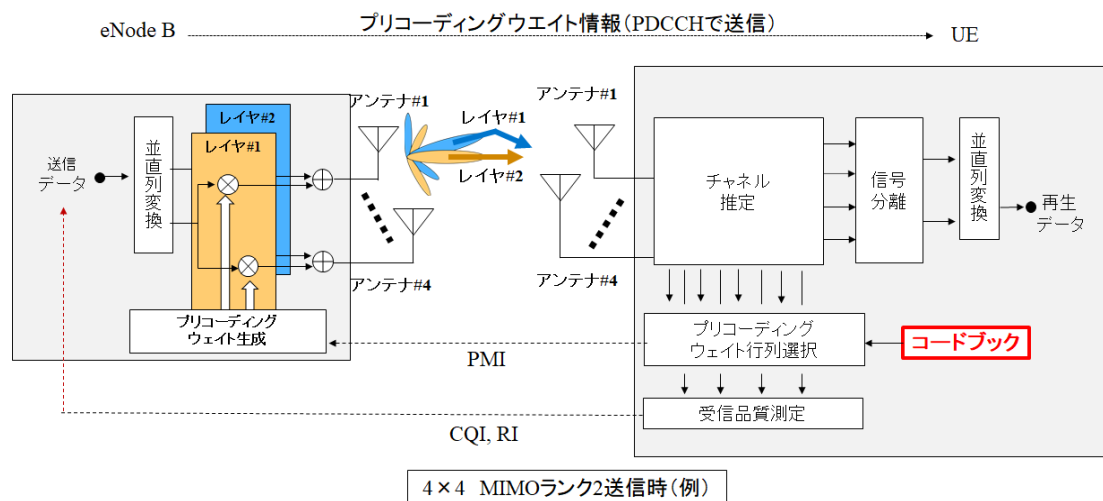 eNode B
プリコーディングウエイト情報(PDCCHで送信)
UE
アンテナ#1
アンテナ#1
レイヤ#2
レイヤ#1
レイヤ#1
レイヤ#2
送信
データ
並直列変換
チャネル
推定
信号
分離
並直列変換
再生
データ
アンテナ#4
アンテナ#4
プリコーディング
ウェイト生成
プリコーディング
ウェイト行列選択
コードブック
PMI
受信品質測定
CQI, RI
4×4 MIMOランク2送信時(例)